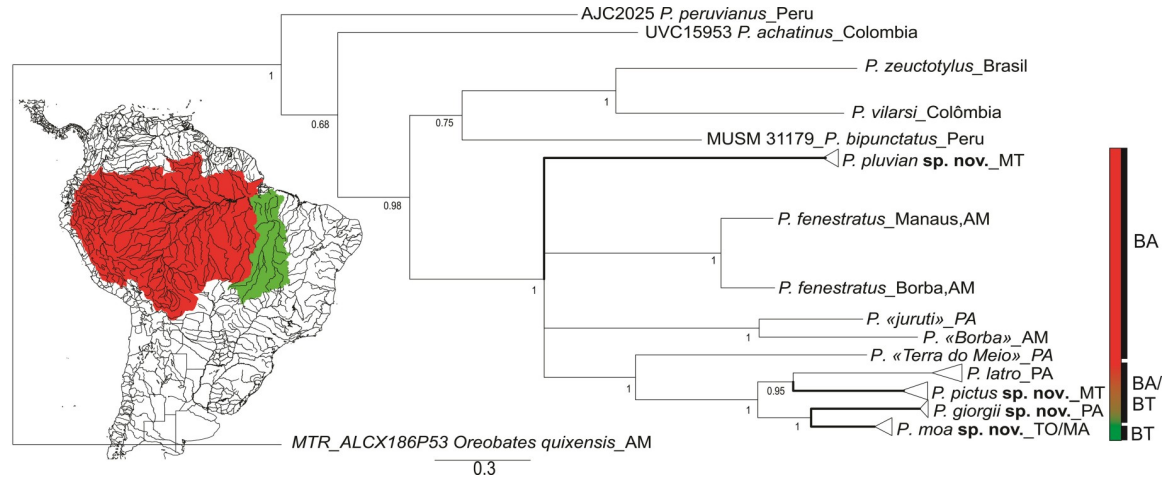 AJC2025 P. peruvianus_Peru
UVC15953 P. achatinus_Colombia
1
P. zeuctotylus_Brasil
0.68
0.75
1
P. vilarsi_Colômbia
MUSM 31179_P. bipunctatus_Peru
P. pluvian sp. nov._MT
0.98
P. fenestratus_Manaus,AM
BA
1
1
P. fenestratus_Borba,AM
P. «juruti»_PA
1
P. «Borba»_AM
P. «Terra do Meio»_PA
P. latro_PA
1
0.95
P. pictus sp. nov._MT
BA/
BT
1
P. giorgii sp. nov._PA
1
P. moa sp. nov._TO/MA
BT
MTR_ALCX186P53 Oreobates quixensis_AM
0.3